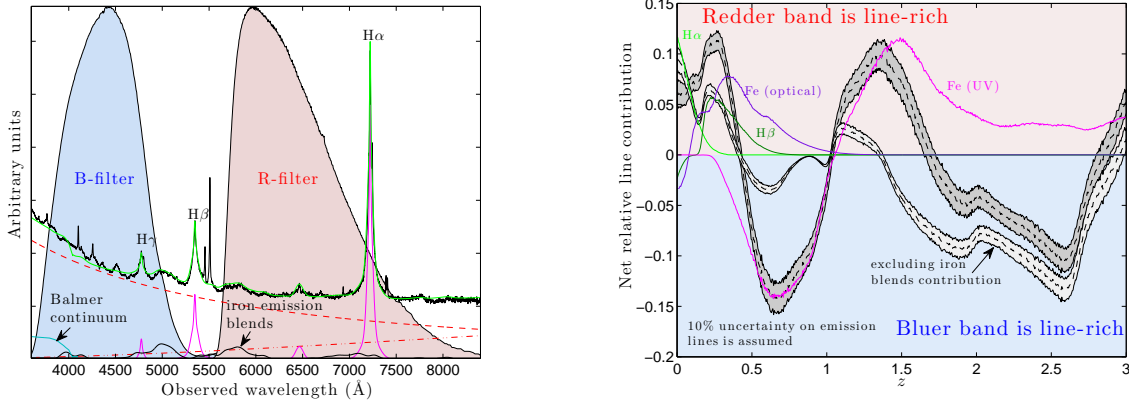 Arbitrary units
B-filter
R-filter
Hγ
Hβ
Hα
Balmer
continuum
iron emission
blends
4000 4500 5000 5500 6000 6500 7000 7500 8000
Observed wavelength (Å)
Net relative line contribution
0.15
0.1
0.05
0
−0.05
−0.1
−0.15
−0.2
Hα
Redder band is line-rich
Fe (optical)
Fe (UV)
Hβ
excluding iron
blends contribution
10% uncertainty on emission
lines is assumed
Bluer band is line-rich
0 0.5 1 1.5 2 2.5 3
z